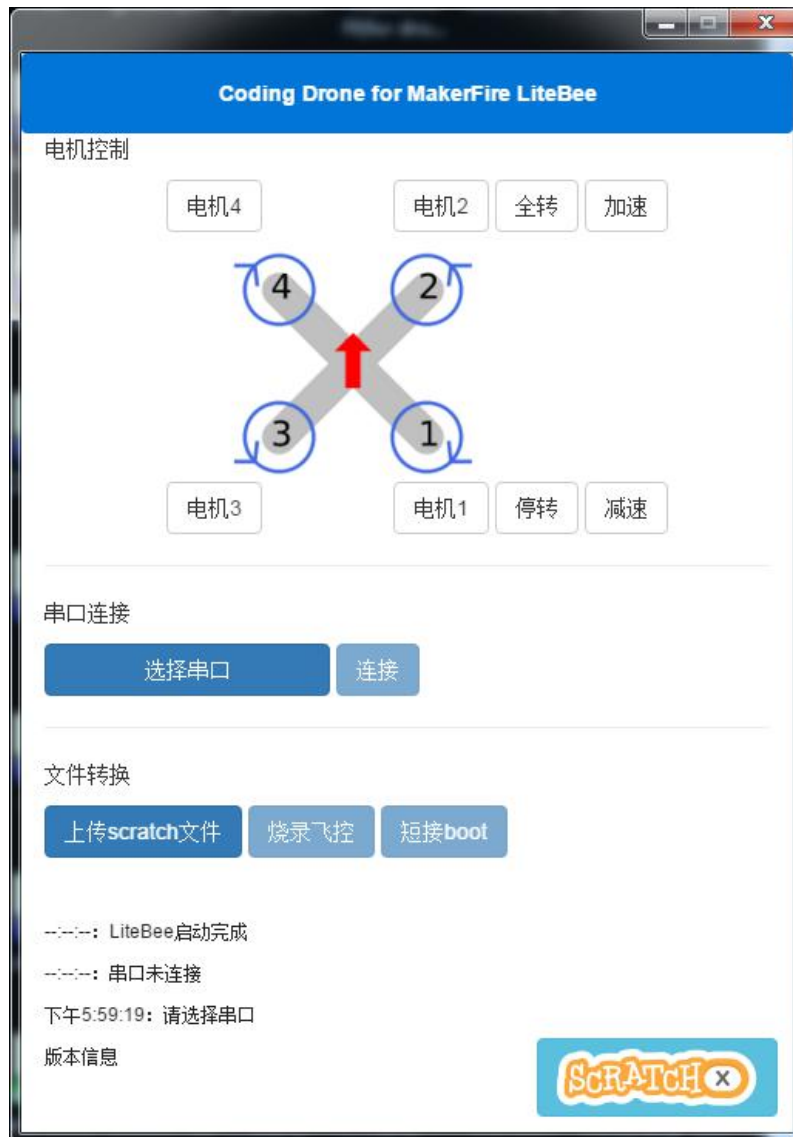 Coding Drone for MakerFire LiteBee
电机控制
电机4 电机2 全转 加速
4 2
3 1
电机3 电机1 停转 减速
串口连接
选择串口 连接
文件转换
上传scratch文件 烧录飞控 短接boot
--:--:--: LiteBee启动完成
--:--:--: 串口未连接
下午5:59:19: 请选择串口
版本信息
SCRATCHX